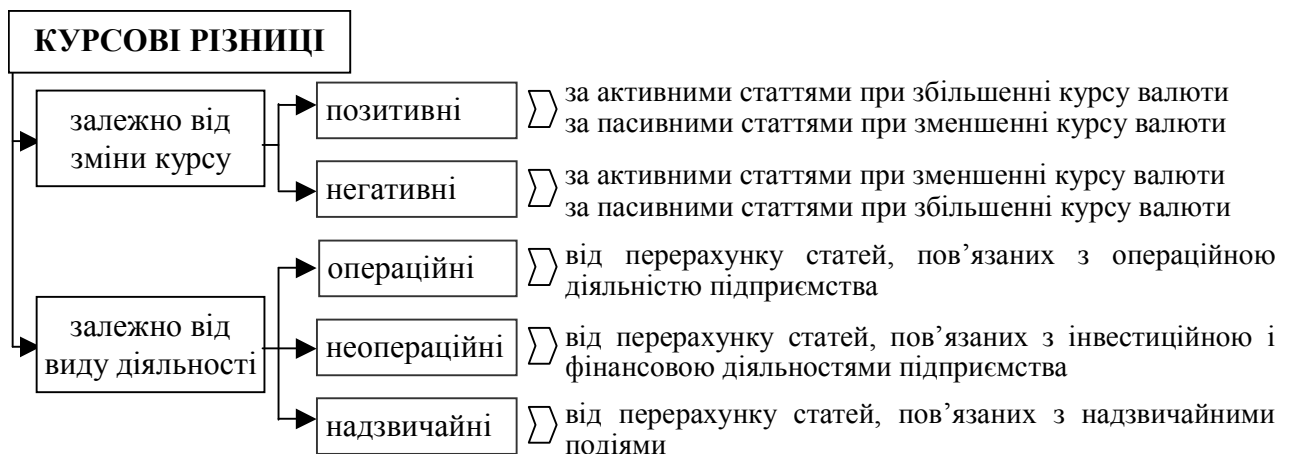 КУРСОВІ РІЗНИЦІ
залежно від
зміни курсу
позитивні
за активними статтями при збільшенні курсу валюти
за пасивними статтями при зменшенні курсу валюти
негативні
за активними статтями при зменшенні курсу валюти
за пасивними статтями при збільшенні курсу валюти
залежно від
виду діяльності
операційні
від перерахунку статей, пов’язаних з операційною
діяльністю підприємства
неопераційні
від перерахунку статей, пов’язаних з інвестиційною і
фінансовою діяльностями підприємства
надзвичайні
від перерахунку статей, пов’язаних з надзвичайними
подіями